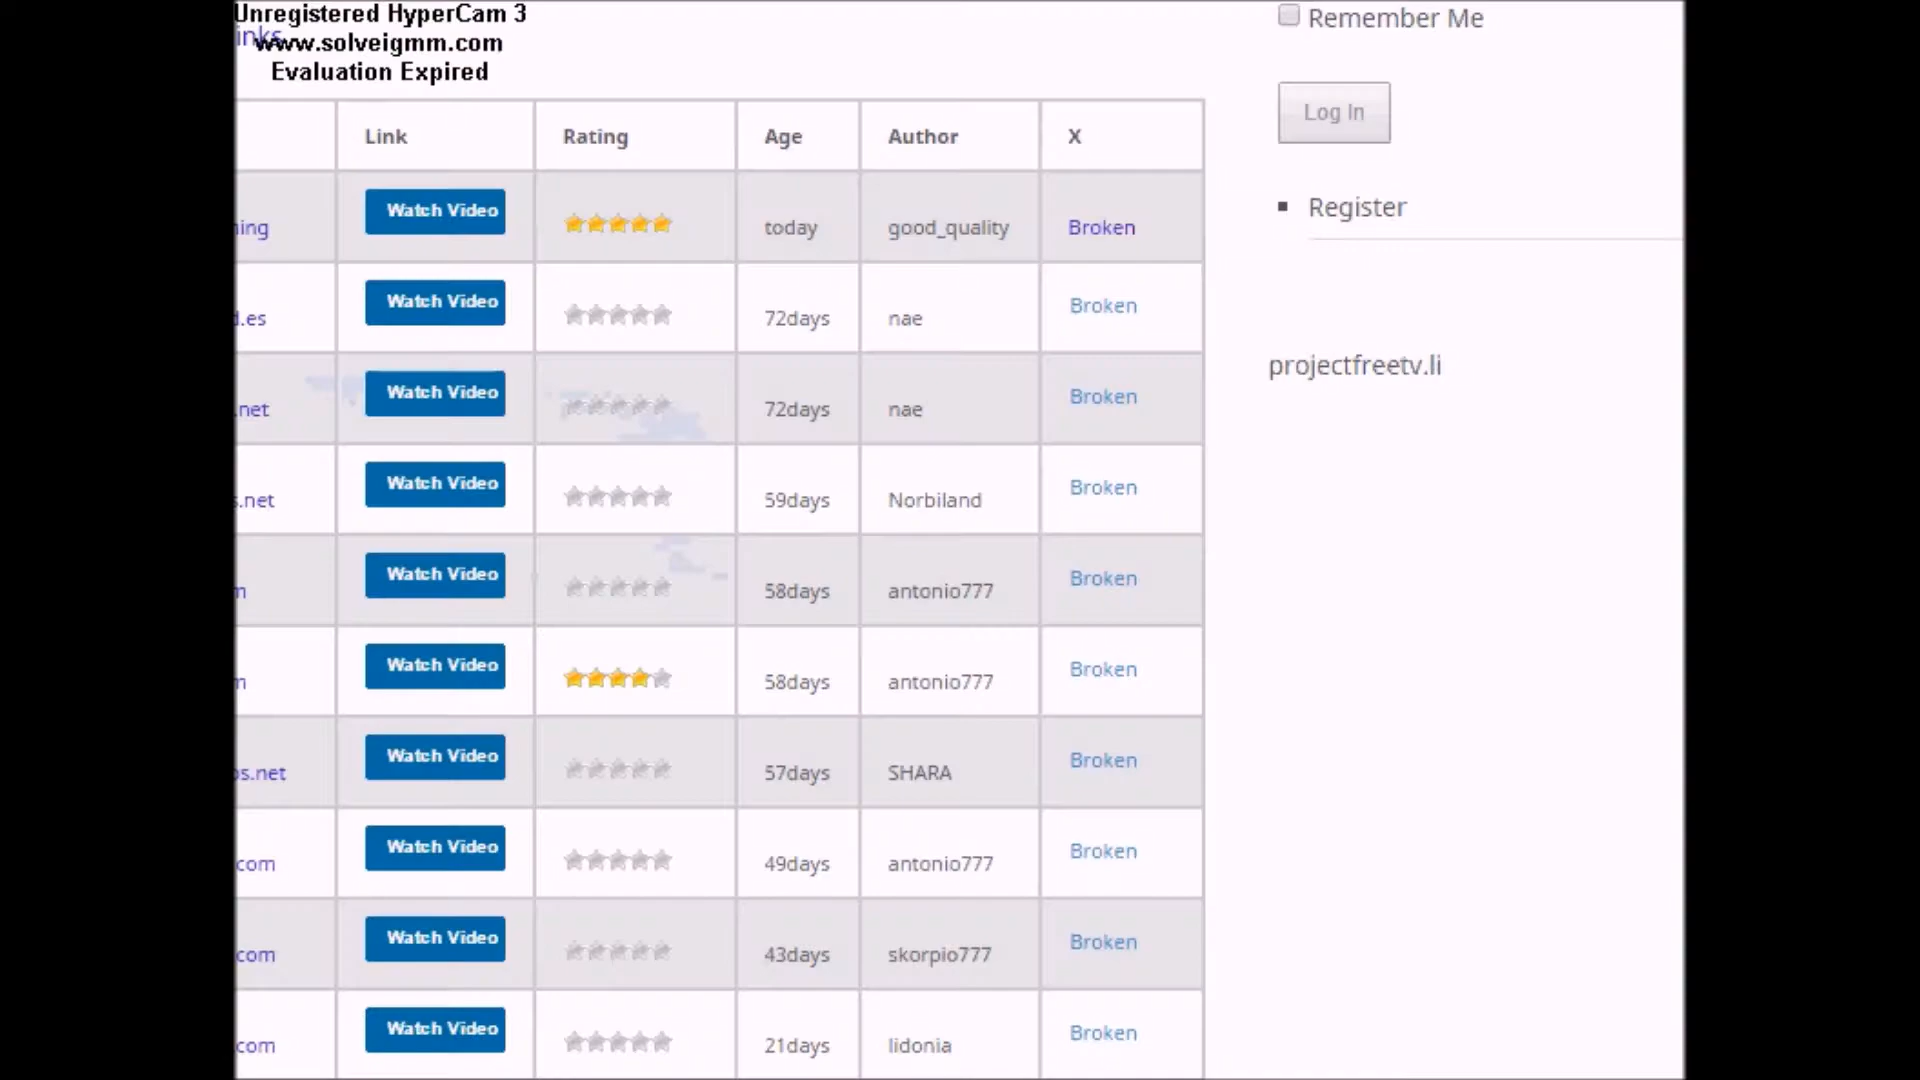 Unregistered HyperCam 3
inks
www.solveigmm.com
Evaluation Expired
Remember Me
Log In
Register
projectfreetv.li
Link Rating Age Author X
ning Watch Video today good_quality Broken
d.es Watch Video 72days nae Broken
.net Watch Video 72days nae Broken
s.net Watch Video 59days Norbiland Broken
m Watch Video 58days antonio777 Broken
m Watch Video 58days antonio777 Broken
os.net Watch Video 57days SHARA Broken
com Watch Video 49days antonio777 Broken
com Watch Video 43days skorpio777 Broken
com Watch Video 21days lidonia Broken